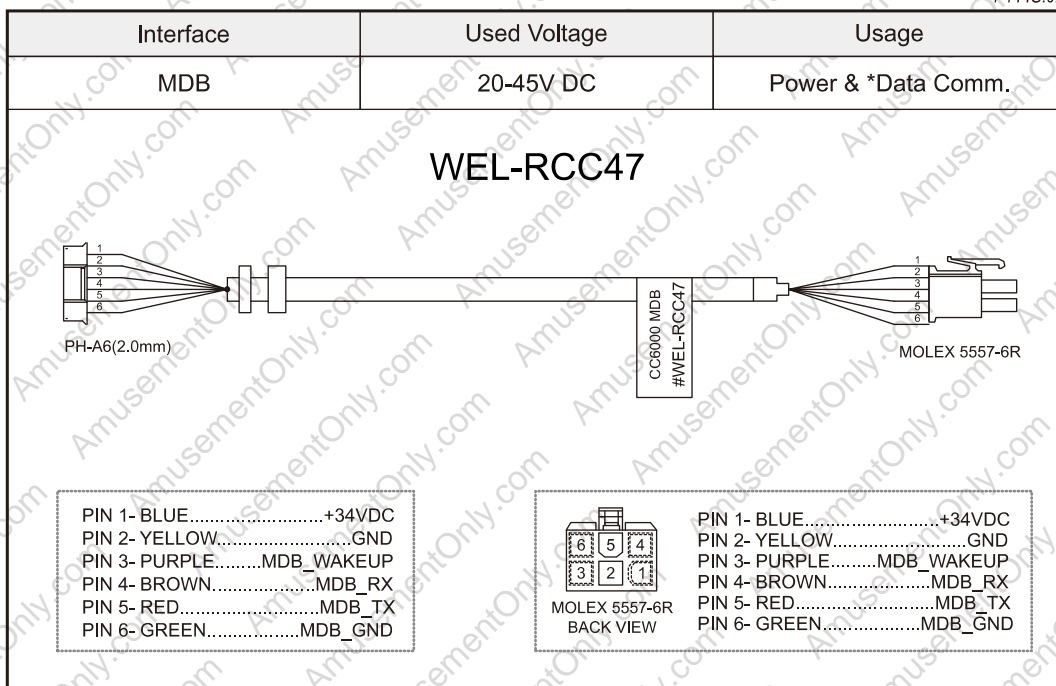 Interface Used Voltage Usage
MDB 20-45V DC Power & *Data Comm.
WEL-RCC47
1
2
3
4
5
6
PH-A6(2.0mm)
CC6000 MDB
#WEL-RCC47
1
2
3
4
5
6
MOLEX 5557-6R
PIN 1- BLUE.......................+34VDC
PIN 2- YELLOW.......................GND
PIN 3- PURPLE........MDB_WAKEUP
PIN 4- BROWN..................MDB_RX
PIN 5- RED........................MDB_TX
PIN 6- GREEN................MDB_GND
6 5 4
3 2 1
MOLEX 5557-6R
BACK VIEW
PIN 1- BLUE.......................+34VDC
PIN 2- YELLOW.......................GND
PIN 3- PURPLE........MDB_WAKEUP
PIN 4- BROWN..................MDB_RX
PIN 5- RED........................MDB_TX
PIN 6- GREEN................MDB_GND
AmusementOnly.com